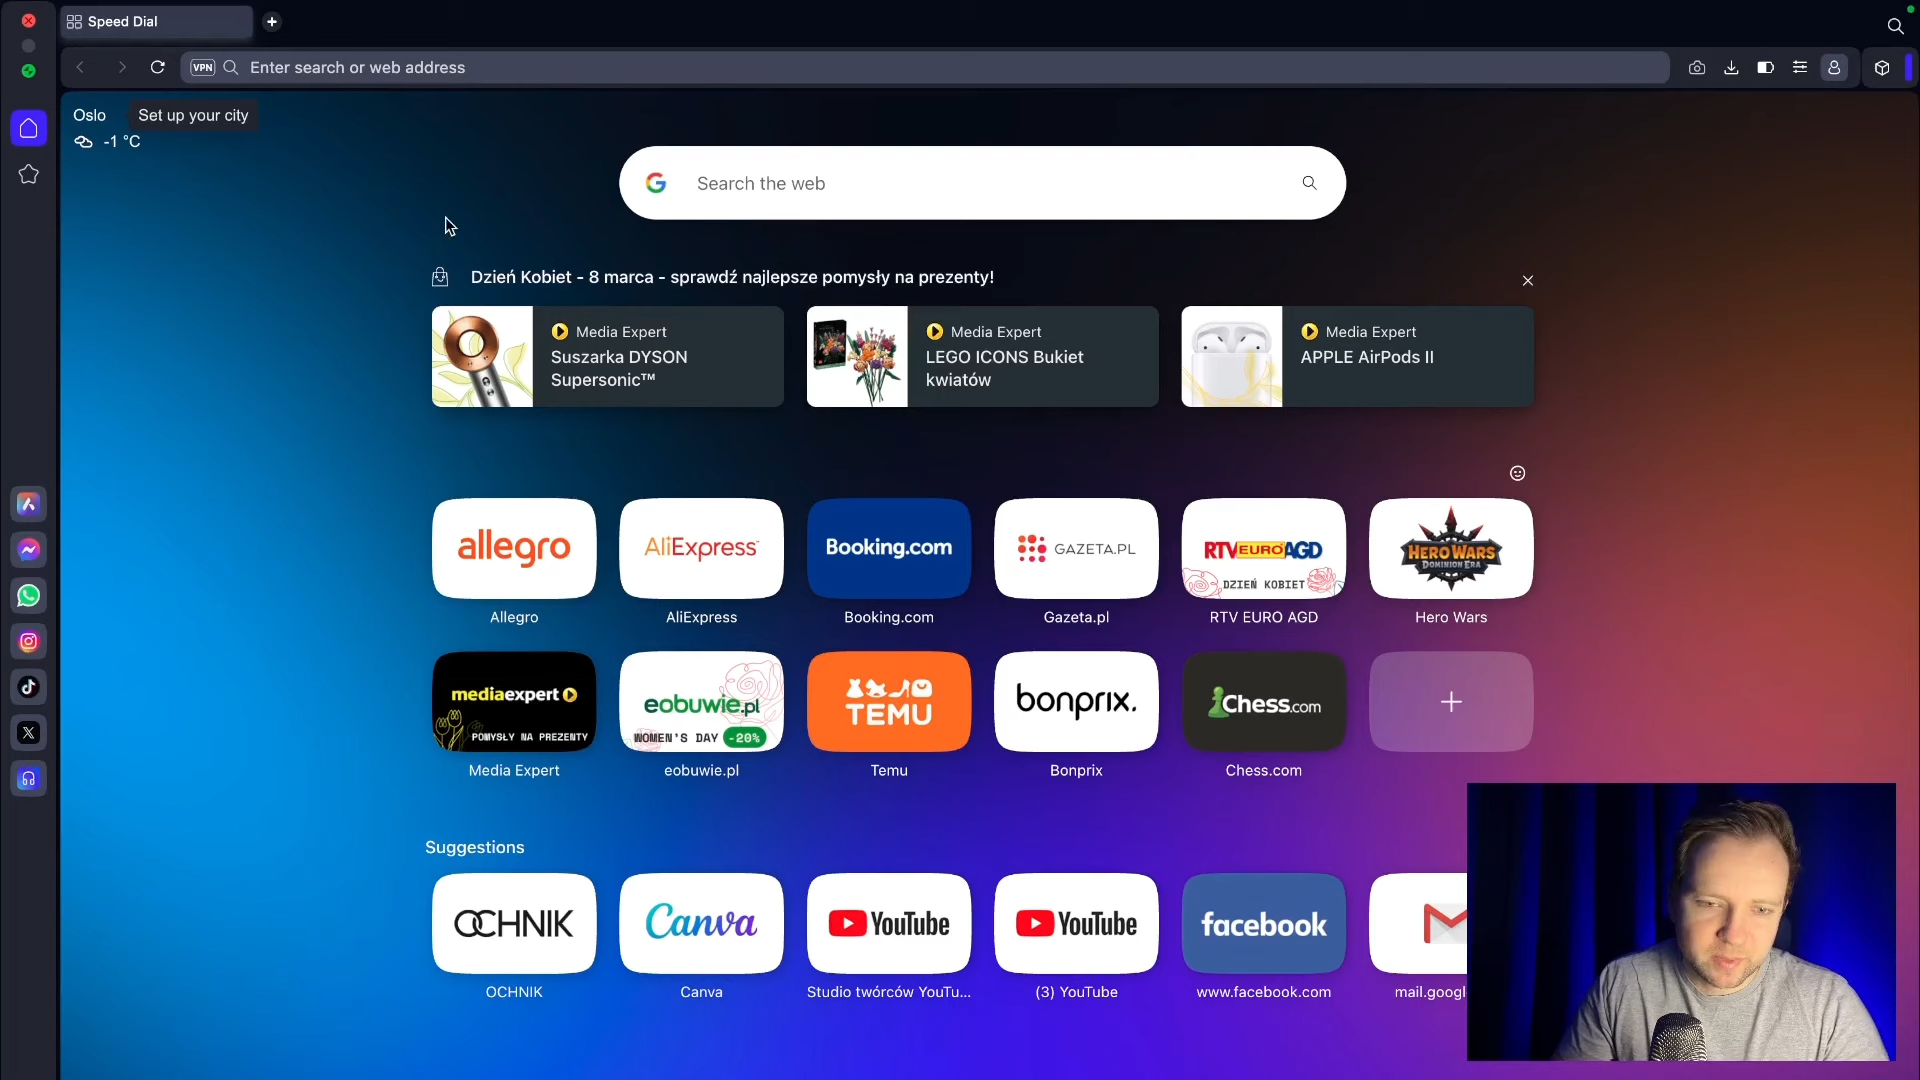 Speed Dial
VPN Enter search or web address
Oslo
Set up your city
-1 °C
Search the web
Dzień Kobiet - 8 marca - sprawdź najlepsze pomysły na prezenty!
Media Expert
Suszarka DYSON
Supersonic™
Media Expert
LEGO ICONS Bukiet
kwiatów
Media Expert
APPLE AirPods II
allegro
AliExpress
Booking.com
GAZETA.PL
RTV EURO AGD
DZIEŃ KOBIET
HERO WARS
DOMINION ERA
Allegro
AliExpress
Booking.com
Gazeta.pl
RTV EURO AGD
Hero Wars
mediaexpert
POMYSŁY NA PREZENTY
eobuwie.pl
WOMEN'S DAY -20%
TEMU
bonprix.
Chess.com
Media Expert
eobuwie.pl
Temu
Bonprix
Chess.com
Suggestions
OCHNIK
Canva
YouTube
YouTube
facebook
OCHNIK
Canva
Studio twórców YouTu...
(3) YouTube
www.facebook.com
mail.googl